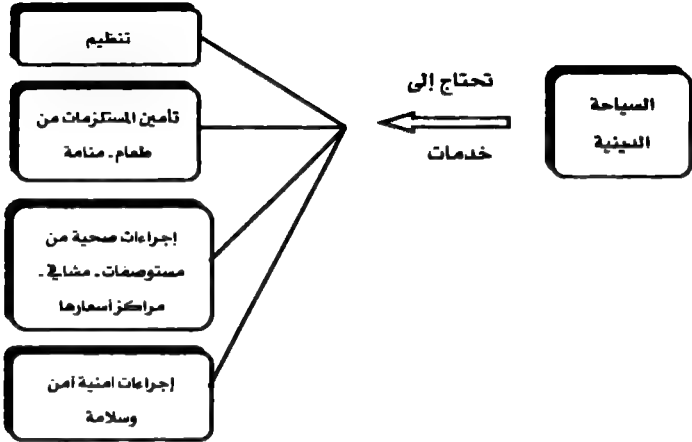 السياحة
الدينية
تحتاج إلى
خدمات
تنظيم
تأمين المستلزمات من
طعام - منامة
إجراءات صحية من
مستوصفات - مشافي -
مراكز أسعارها
إجراءات أمنية أمن
وسلامة